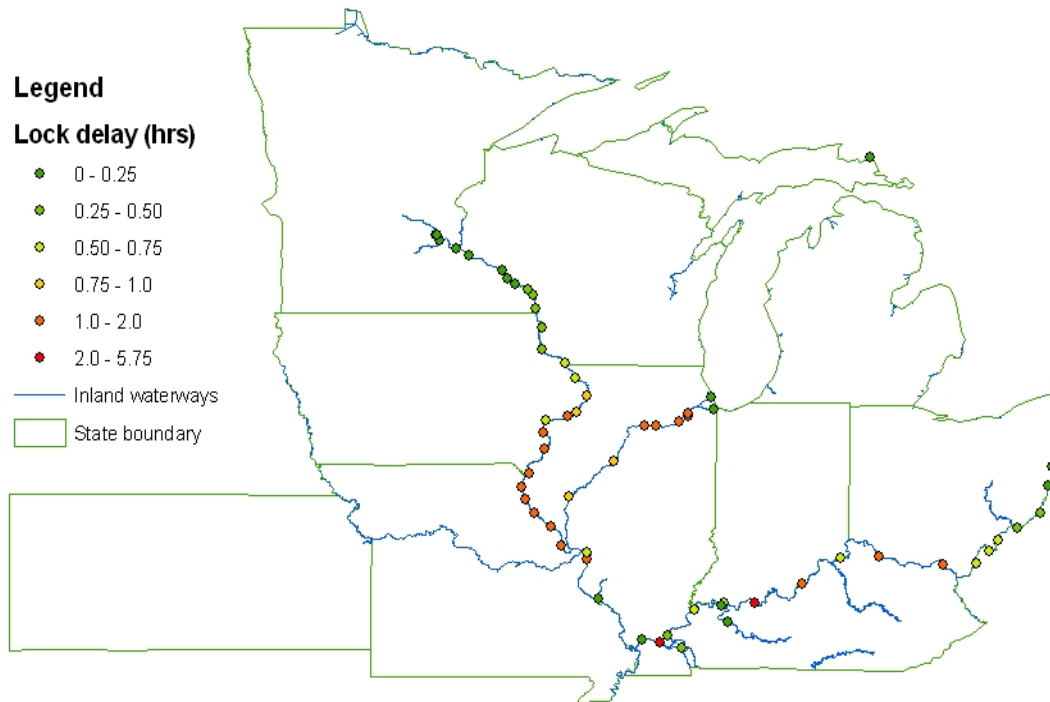 Legend
Lock delay (hrs)
0 - 0.25
0.25 - 0.50
0.50 - 0.75
0.75 - 1.0
1.0 - 2.0
2.0 - 5.75
Inland waterways
State boundary